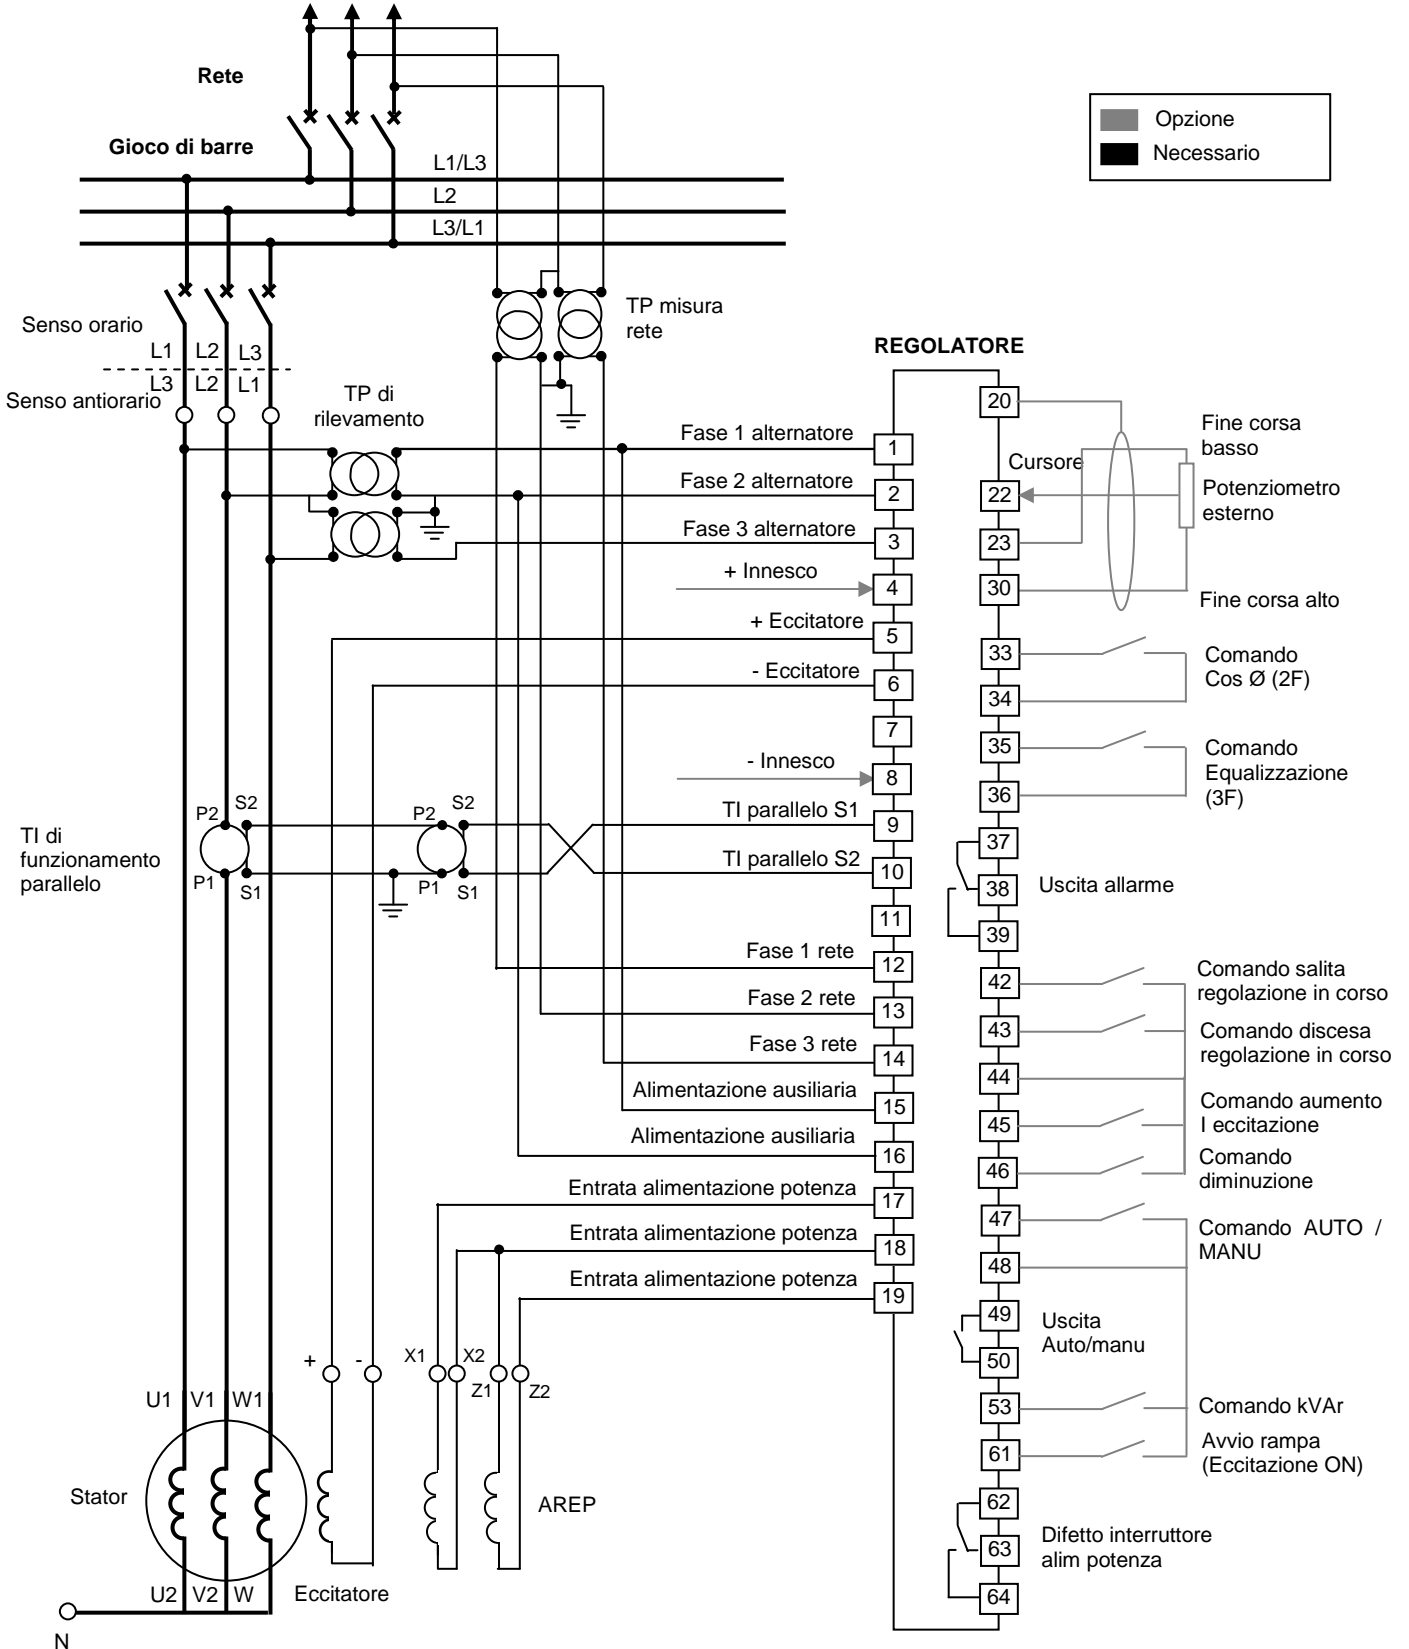 Rete
Gioco di barre
L1/L3
L2
L3/L1
Opzione
Necessario
Senso orario
L1 L2 L3
L3 L2 L1
Senso antiorario
TP misura
rete
TP di
rilevamento
REGOLATORE
Fase 1 alternatore
1
Fase 2 alternatore
2
Fase 3 alternatore
3
+ Innesco
4
+ Eccitatore
5
- Eccitatore
6
7
- Innesco
8
TI parallelo S1
9
TI parallelo S2
10
11
Fase 1 rete
12
Fase 2 rete
13
Fase 3 rete
14
Alimentazione ausiliaria
15
Alimentazione ausiliaria
16
Entrata alimentazione potenza
17
Entrata alimentazione potenza
18
Entrata alimentazione potenza
19
20
Fine corsa
basso
Cursore
22
Potenziometro
esterno
23
30
Fine corsa alto
33
Comando
Cos Ø (2F)
34
35
Comando
Equalizzazione
(3F)
36
37
38
Uscita allarme
39
42
Comando salita
regolazione in corso
43
Comando discesa
regolazione in corso
44
45
Comando aumento
I eccitazione
46
Comando
diminuzione
47
Comando AUTO /
MANU
48
49
Uscita
Auto/manu
50
53
Comando kVAr
61
Avvio rampa
(Eccitazione ON)
62
63
Difetto interruttore
alim potenza
64
TI di
funzionamento
parallelo
P2 S2
P1 S1
P2 S2
P1 S1
+ -
X1 X2
Z1 Z2
U1 V1 W1
Stator
AREP
U2 V2 W
Eccitatore
N